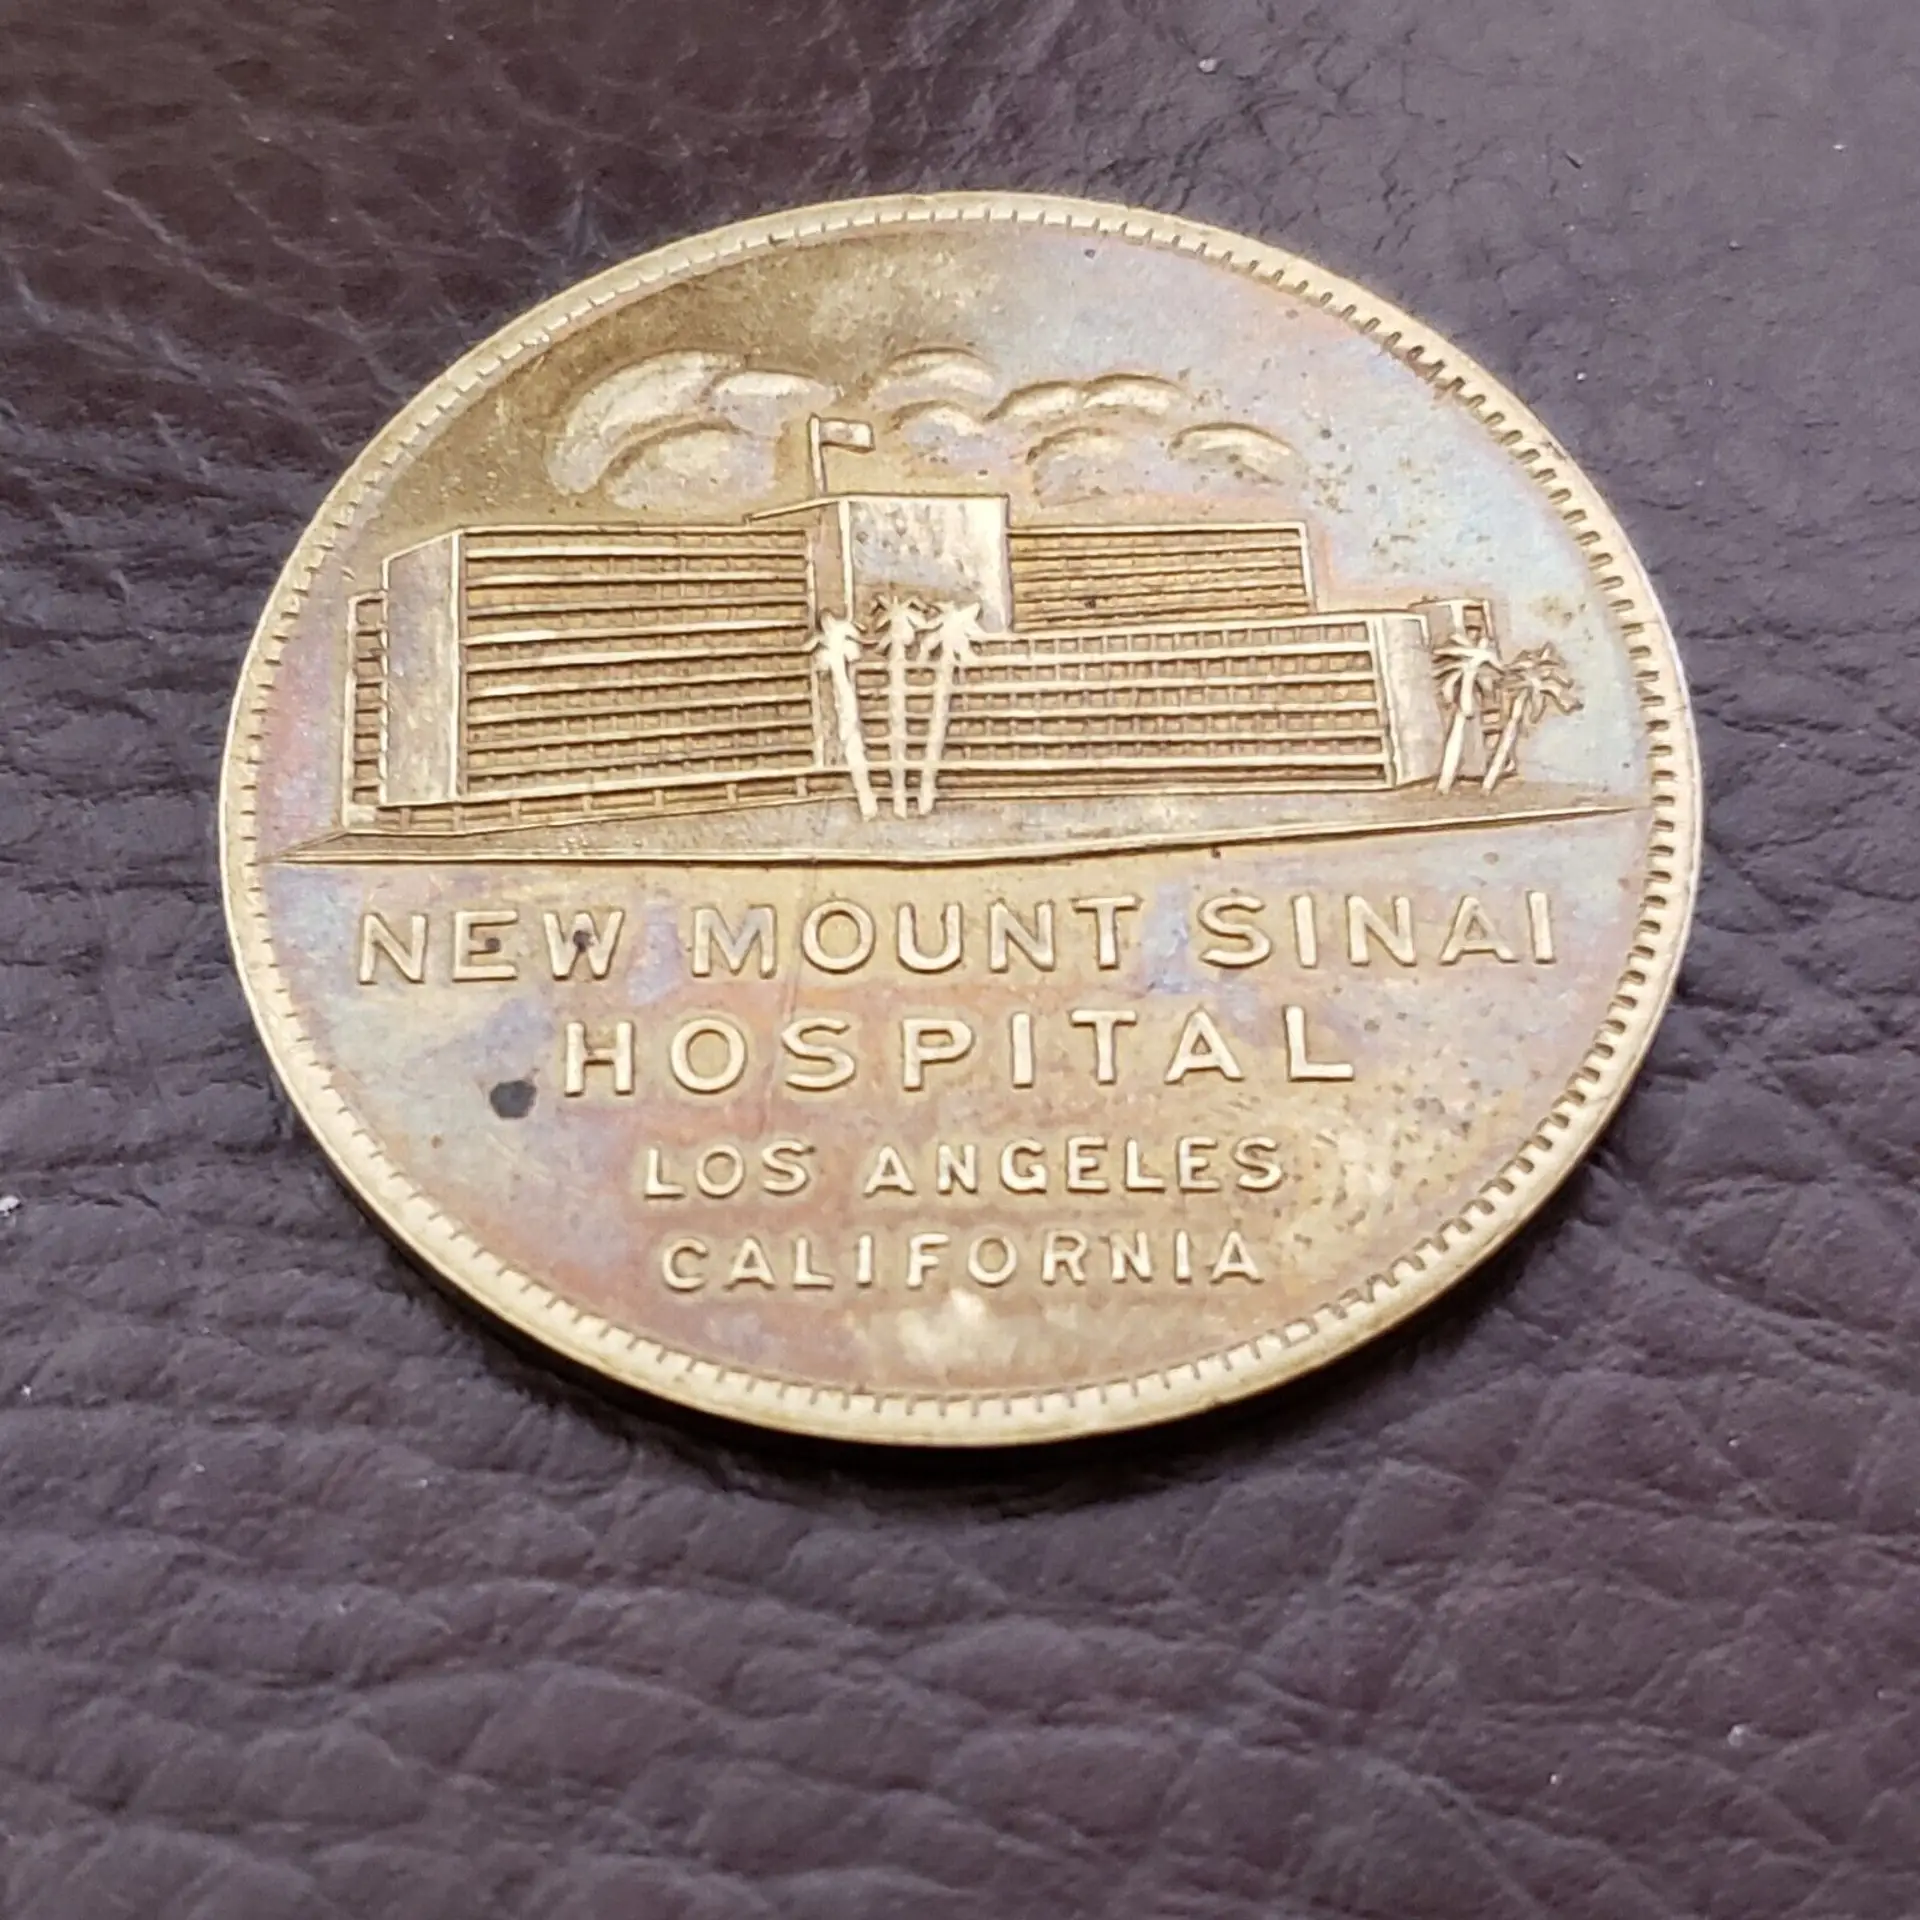 NEW MOUNT SINAI
HOSPITAL
LOS ANGELES
CALIFORNIA